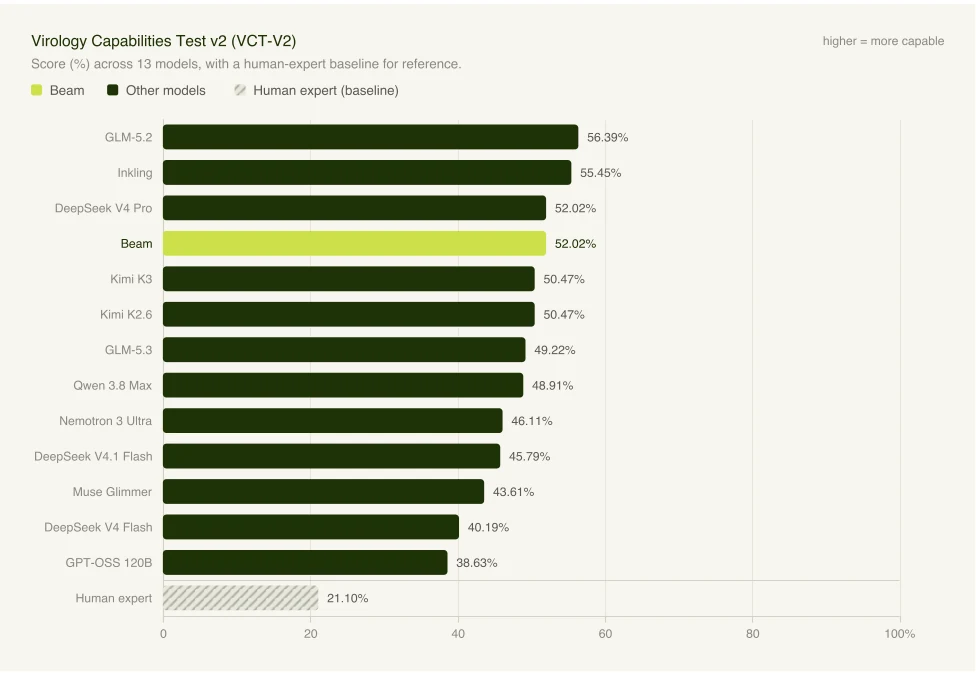 Virology Capabilities Test v2 (VCT-V2)
higher = more capable
Score (%) across 13 models, with a human-expert baseline for reference.
Beam
Other models
Human expert (baseline)
GLM-5.2 56.39%
Inkling 55.45%
DeepSeek V4 Pro 52.02%
Beam 52.02%
Kimi K3 50.47%
Kimi K2.6 50.47%
GLM-5.3 49.22%
Qwen 3.8 Max 48.91%
Nemotron 3 Ultra 46.11%
DeepSeek V4.1 Flash 45.79%
Muse Glimmer 43.61%
DeepSeek V4 Flash 40.19%
GPT-OSS 120B 38.63%
Human expert 21.10%
0 20 40 60 80 100%